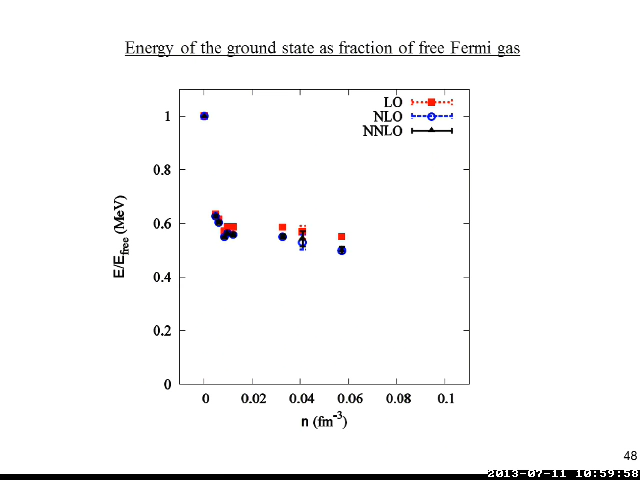 Energy of the ground state as fraction of free Fermi gas
LO
NLO
NNLO
1
0.8
0.6
0.4
0.2
0
E/Efree (MeV)
0 0.02 0.04 0.06 0.08 0.1
n (fm-3)
48
2013-07-11 10:59:58